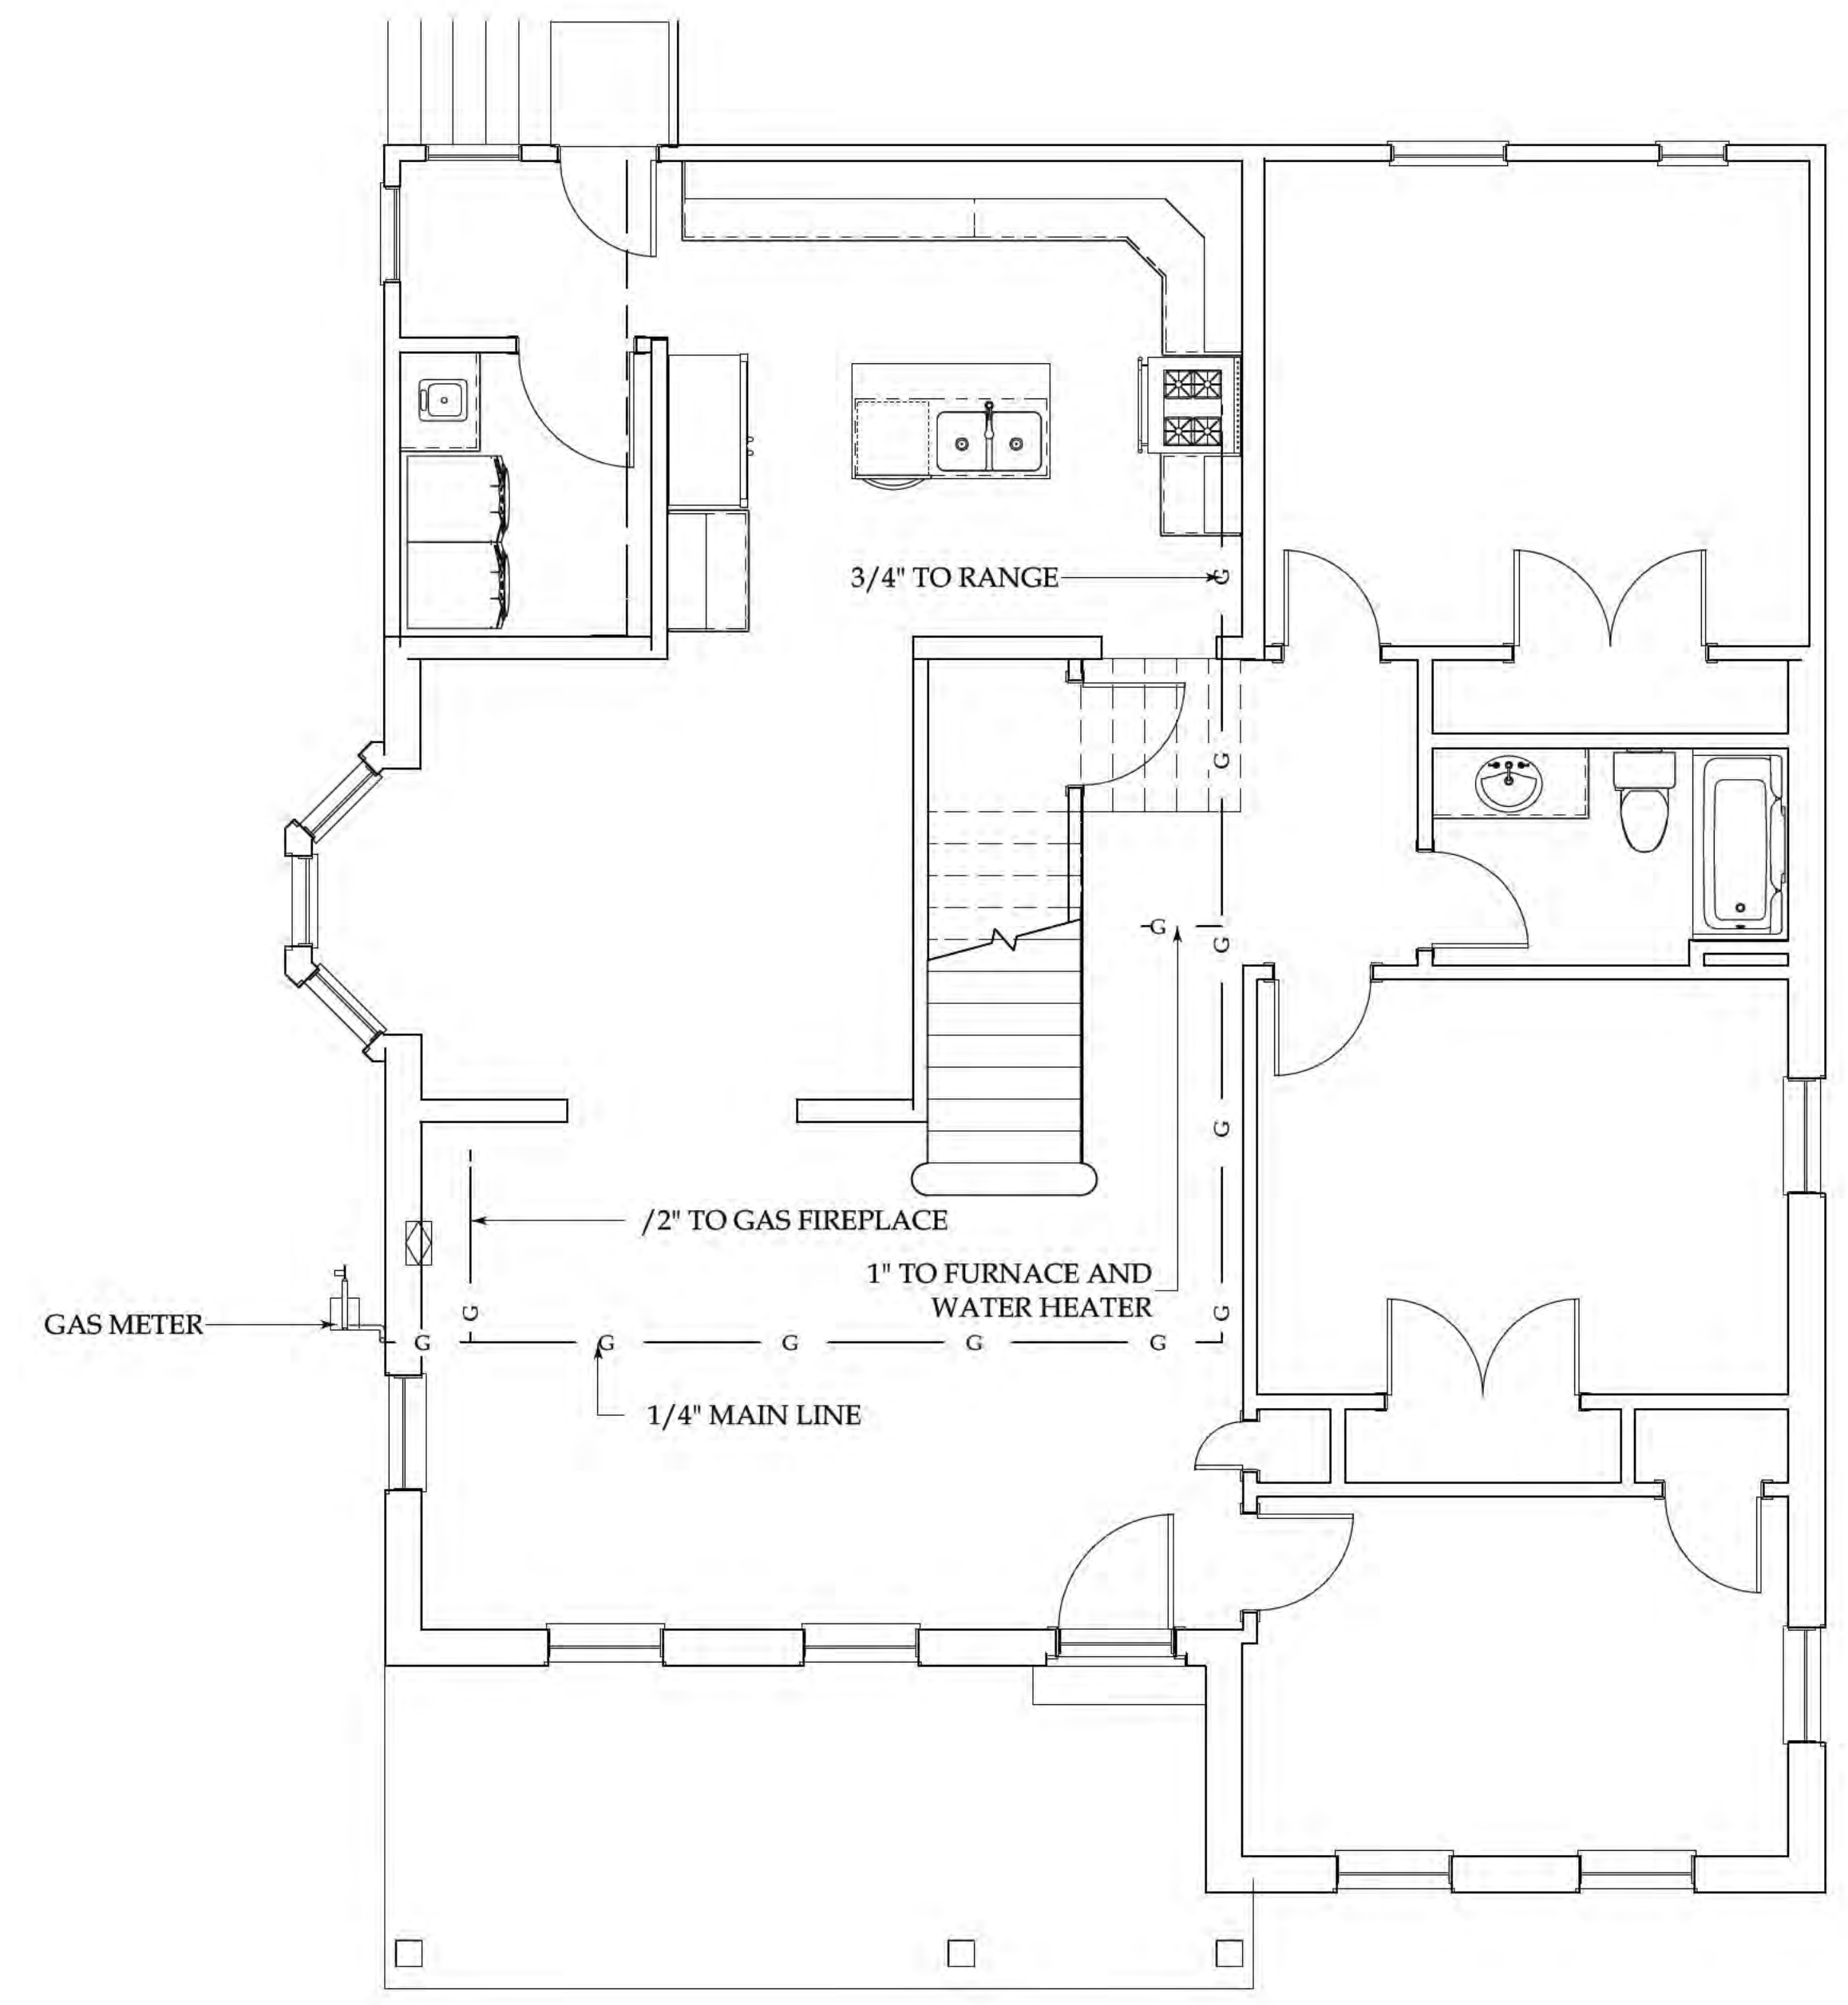 3/4" TO RANGE
G
G
G
G
G
/2" TO GAS FIREPLACE
1" TO FURNACE AND
WATER HEATER
G
G
GAS METER
G
G
G
G
G
1/4" MAIN LINE